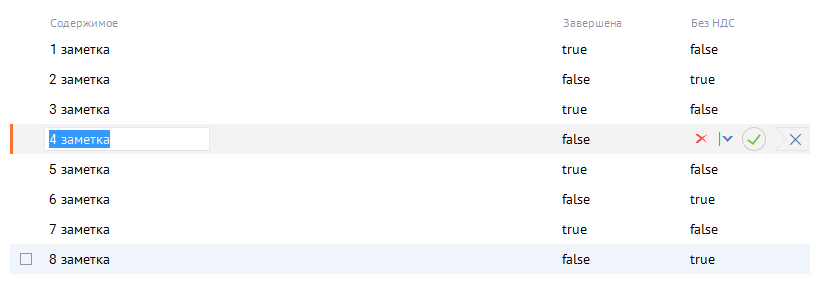 Содержимое Завершена Без НДС
1 заметка true false
2 заметка false true
3 заметка true false
4 заметка false
5 заметка true false
6 заметка false true
7 заметка true false
8 заметка false true